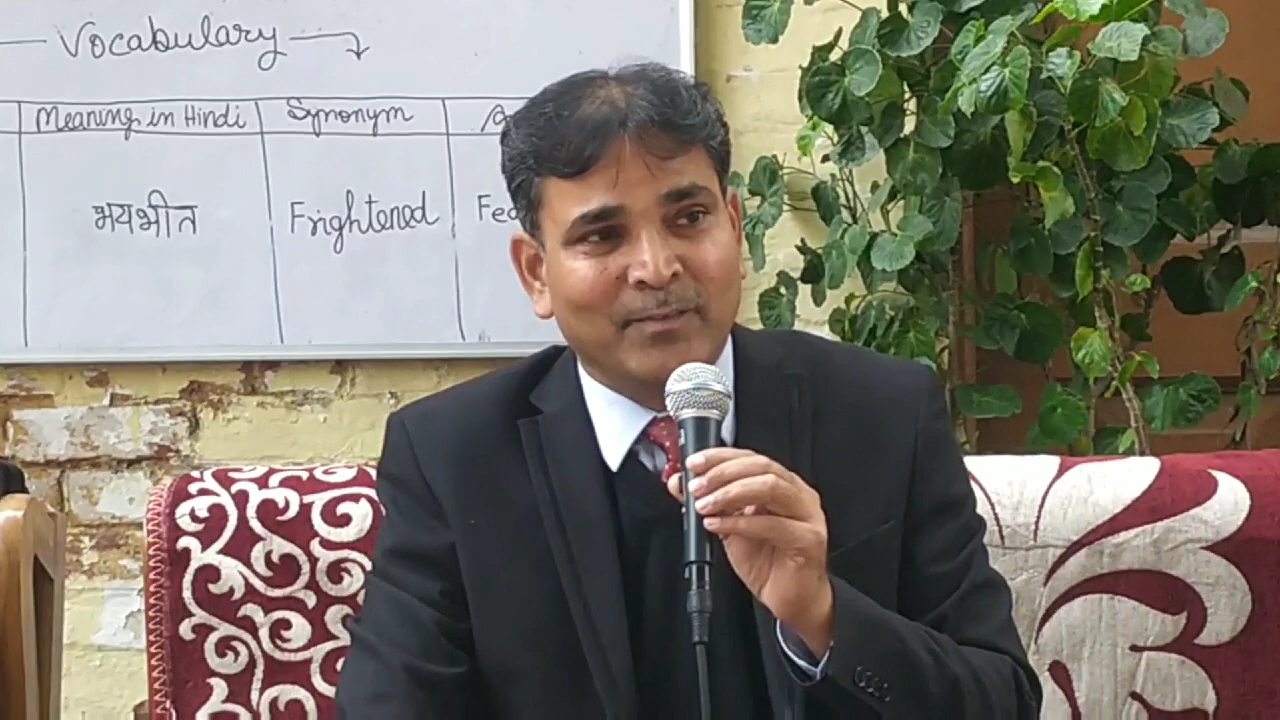 Vocabulary
Meaning in Hindi Synonym
भयभीत Frightened